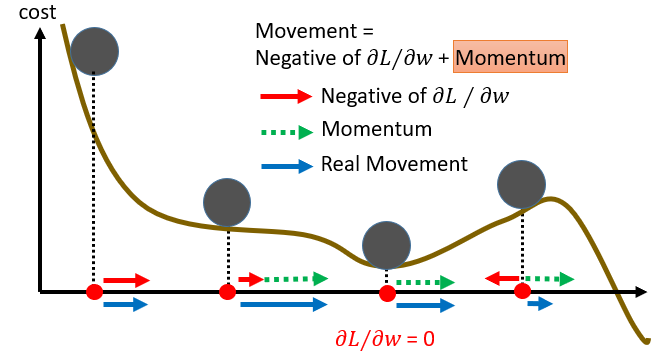 cost
Movement =
Negative of ∂L/∂w + Momentum
Negative of ∂L / ∂w
Momentum
Real Movement
∂L/∂w = 0